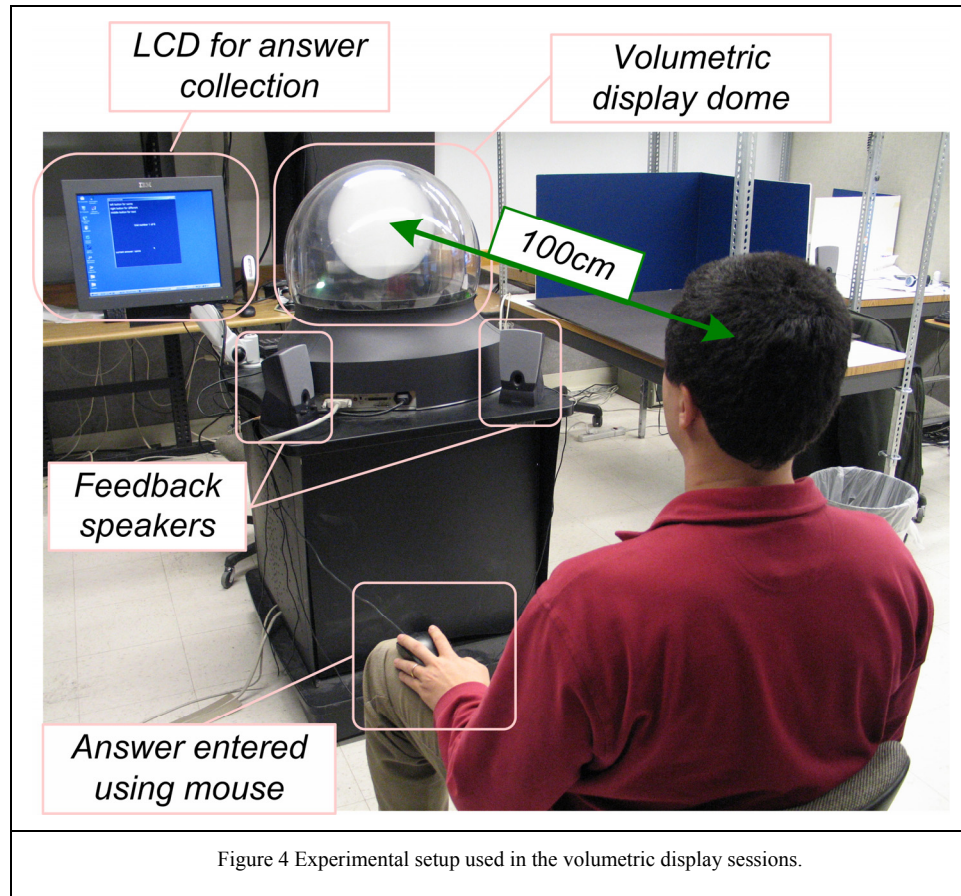 LCD for answer
collection
Volumetric
display dome
IBM
100cm
Feedback
speakers
Answer entered
using mouse
Figure 4 Experimental setup used in the volumetric display sessions.